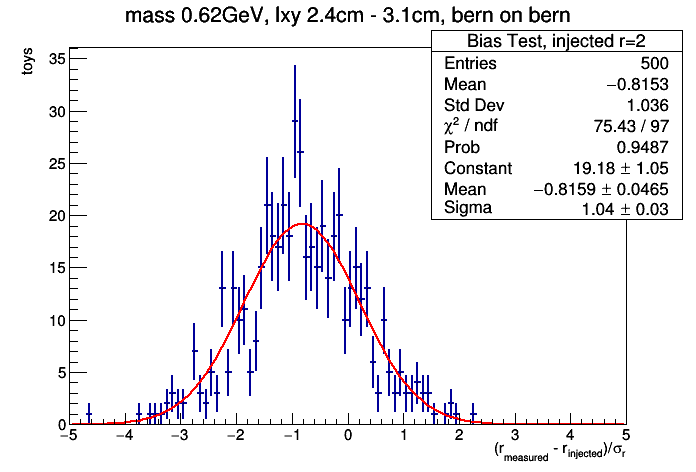 mass 0.62GeV, lxy 2.4cm - 3.1cm, bern on bern
toys
Bias Test, injected r=2
Entries 500
Mean −0.8153
Std Dev 1.036
χ² / ndf 75.43 / 97
Prob 0.9487
Constant 19.18 ± 1.05
Mean −0.8159 ± 0.0465
Sigma 1.04 ± 0.03
35
30
25
20
15
10
5
0
−5 −4 −3 −2 −1 0 1 2 3 4 5
(r_measured - r_injected)/σ_r